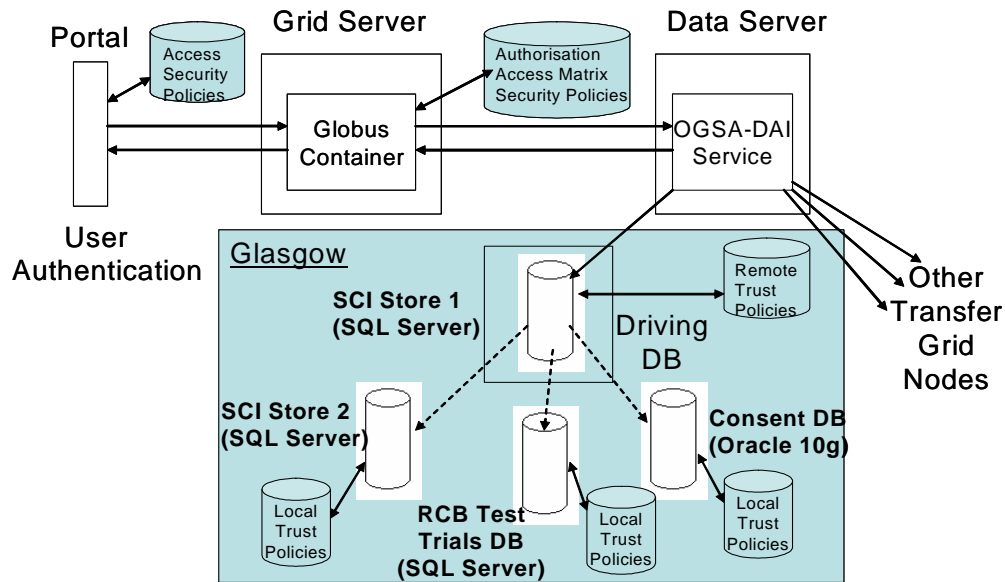 Portal
Grid Server
Data Server
Access
Security
Policies
Authorisation
Access Matrix
Security Policies
Globus
Container
OGSA-DAI
Service
User
Authentication
Glasgow
SCI Store 1
(SQL Server)
Remote
Trust
Policies
Driving
DB
Other
Transfer
Grid
Nodes
SCI Store 2
(SQL Server)
Consent DB
(Oracle 10g)
Local
Trust
Policies
RCB Test
Trials DB
(SQL Server)
Local
Trust
Policies
Local
Trust
Policies